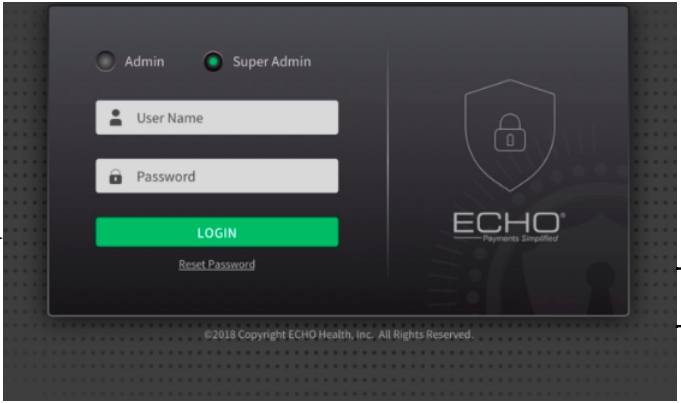 Admin
Super Admin
User Name
Password
LOGIN
Reset Password
ECHO®
Payments Simplified
©2018 Copyright ECHO Health, Inc. All Rights Reserved.